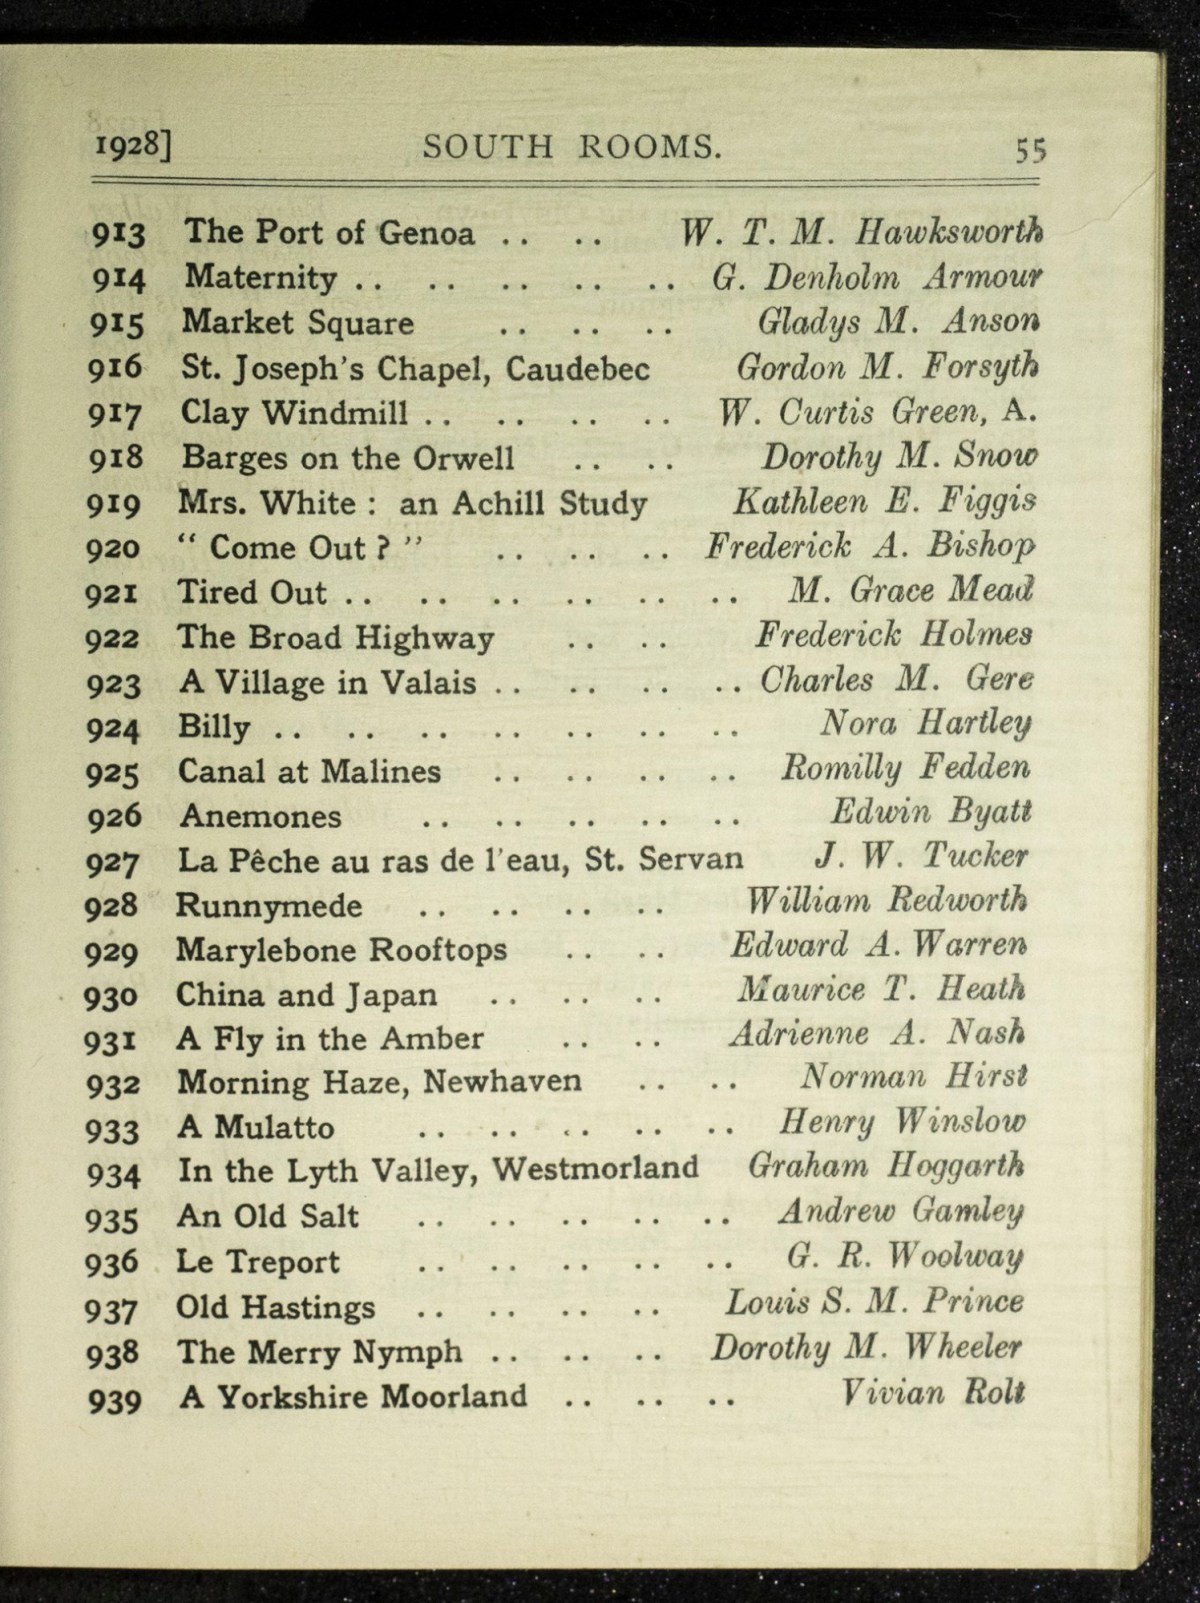 1928] SOUTH ROOMS. 55
913 The Port of Genoa .. .. W. T. M. Hawksworth
914 Maternity .. .. .. .. .. G. Denholm Armour
915 Market Square .. .. .. Gladys M. Anson
916 St. Joseph's Chapel, Caudebec Gordon M. Forsyth
917 Clay Windmill .. .. .. .. W. Curtis Green, A.
918 Barges on the Orwell .. .. Dorothy M. Snow
919 Mrs. White : an Achill Study Kathleen E. Figgis
920 “ Come Out ? ” .. .. .. Frederick A. Bishop
921 Tired Out .. .. .. .. .. .. M. Grace Mead
922 The Broad Highway .. .. Frederick Holmes
923 A Village in Valais .. .. .. .. Charles M. Gere
924 Billy .. .. .. .. .. .. .. Nora Hartley
925 Canal at Malines .. .. .. .. Romilly Fedden
926 Anemones .. .. .. .. .. Edwin Byatt
927 La Pêche au ras de l'eau, St. Servan J. W. Tucker
928 Runnymede .. .. .. .. William Redworth
929 Marylebone Rooftops .. .. Edward A. Warren
930 China and Japan .. .. .. Maurice T. Heath
931 A Fly in the Amber .. .. Adrienne A. Nash
932 Morning Haze, Newhaven .. .. Norman Hirst
933 A Mulatto .. .. .. .. .. Henry Winslow
934 In the Lyth Valley, Westmorland Graham Hoggarth
935 An Old Salt .. .. .. .. .. Andrew Gamley
936 Le Treport .. .. .. .. .. G. R. Woolway
937 Old Hastings .. .. .. .. Louis S. M. Prince
938 The Merry Nymph .. .. .. Dorothy M. Wheeler
939 A Yorkshire Moorland .. .. .. Vivian Rolt